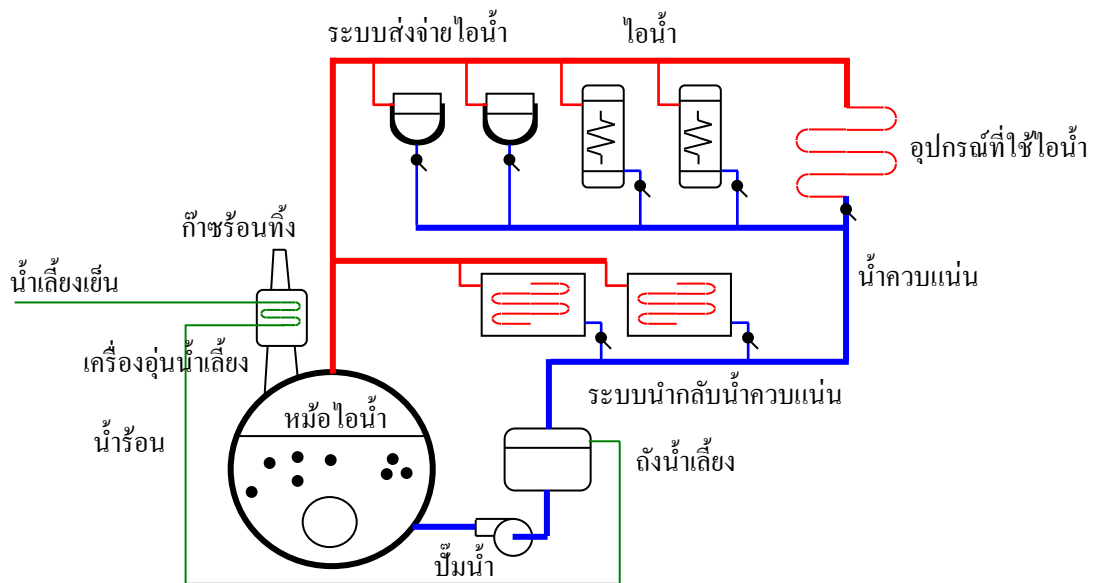 ระบบส่งจ่ายไอน้ำ
ไอน้ำ
อุปกรณ์ที่ใช้ไอน้ำ
ก๊าซร้อนทิ้ง
น้ำเลี้ยงเย็น
น้ำควบแน่น
เครื่องอุ่นน้ำเลี้ยง
ระบบนำกลับน้ำควบแน่น
หม้อไอน้ำ
น้ำร้อน
ถังน้ำเลี้ยง
ปั๊มน้ำ